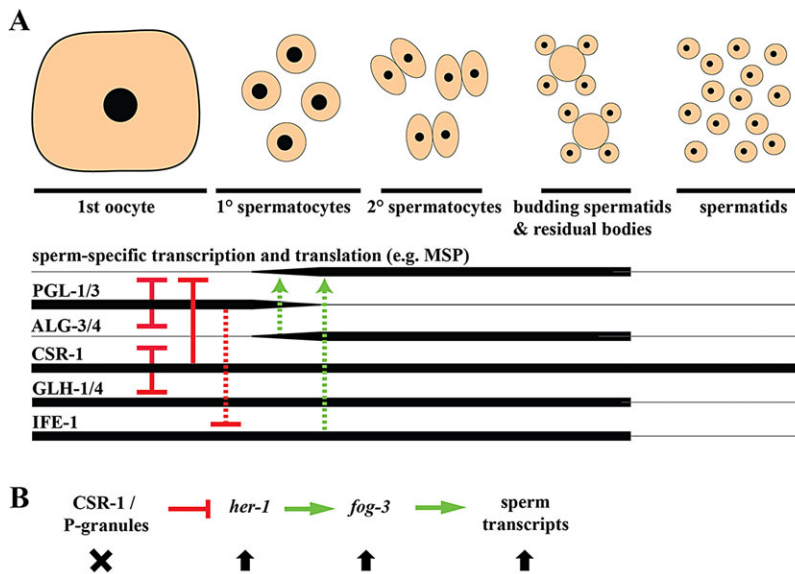 A
1st oocyte
1° spermatocytes
2° spermatocytes
budding spermatids
& residual bodies
spermatids
sperm-specific transcription and translation (e.g. MSP)
PGL-1/3
ALG-3/4
CSR-1
GLH-1/4
IFE-1
B
CSR-1 /
P-granules
her-1
fog-3
sperm
transcripts